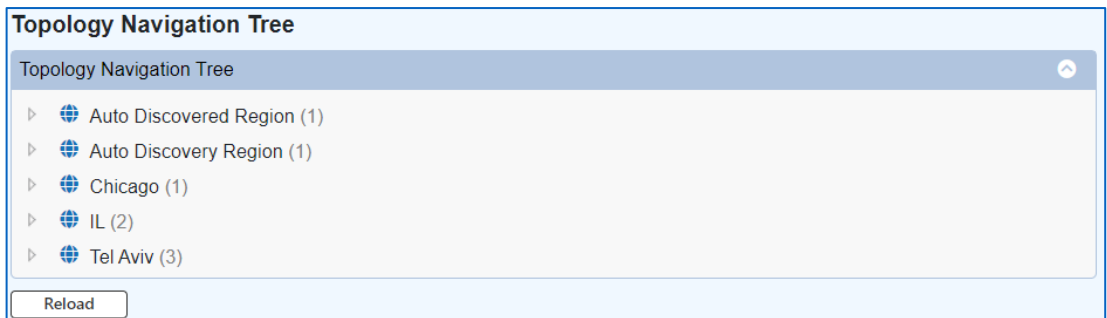 Topology Navigation Tree
Topology Navigation Tree
Auto Discovered Region (1)
Auto Discovery Region (1)
Chicago (1)
IL (2)
Tel Aviv (3)
Reload